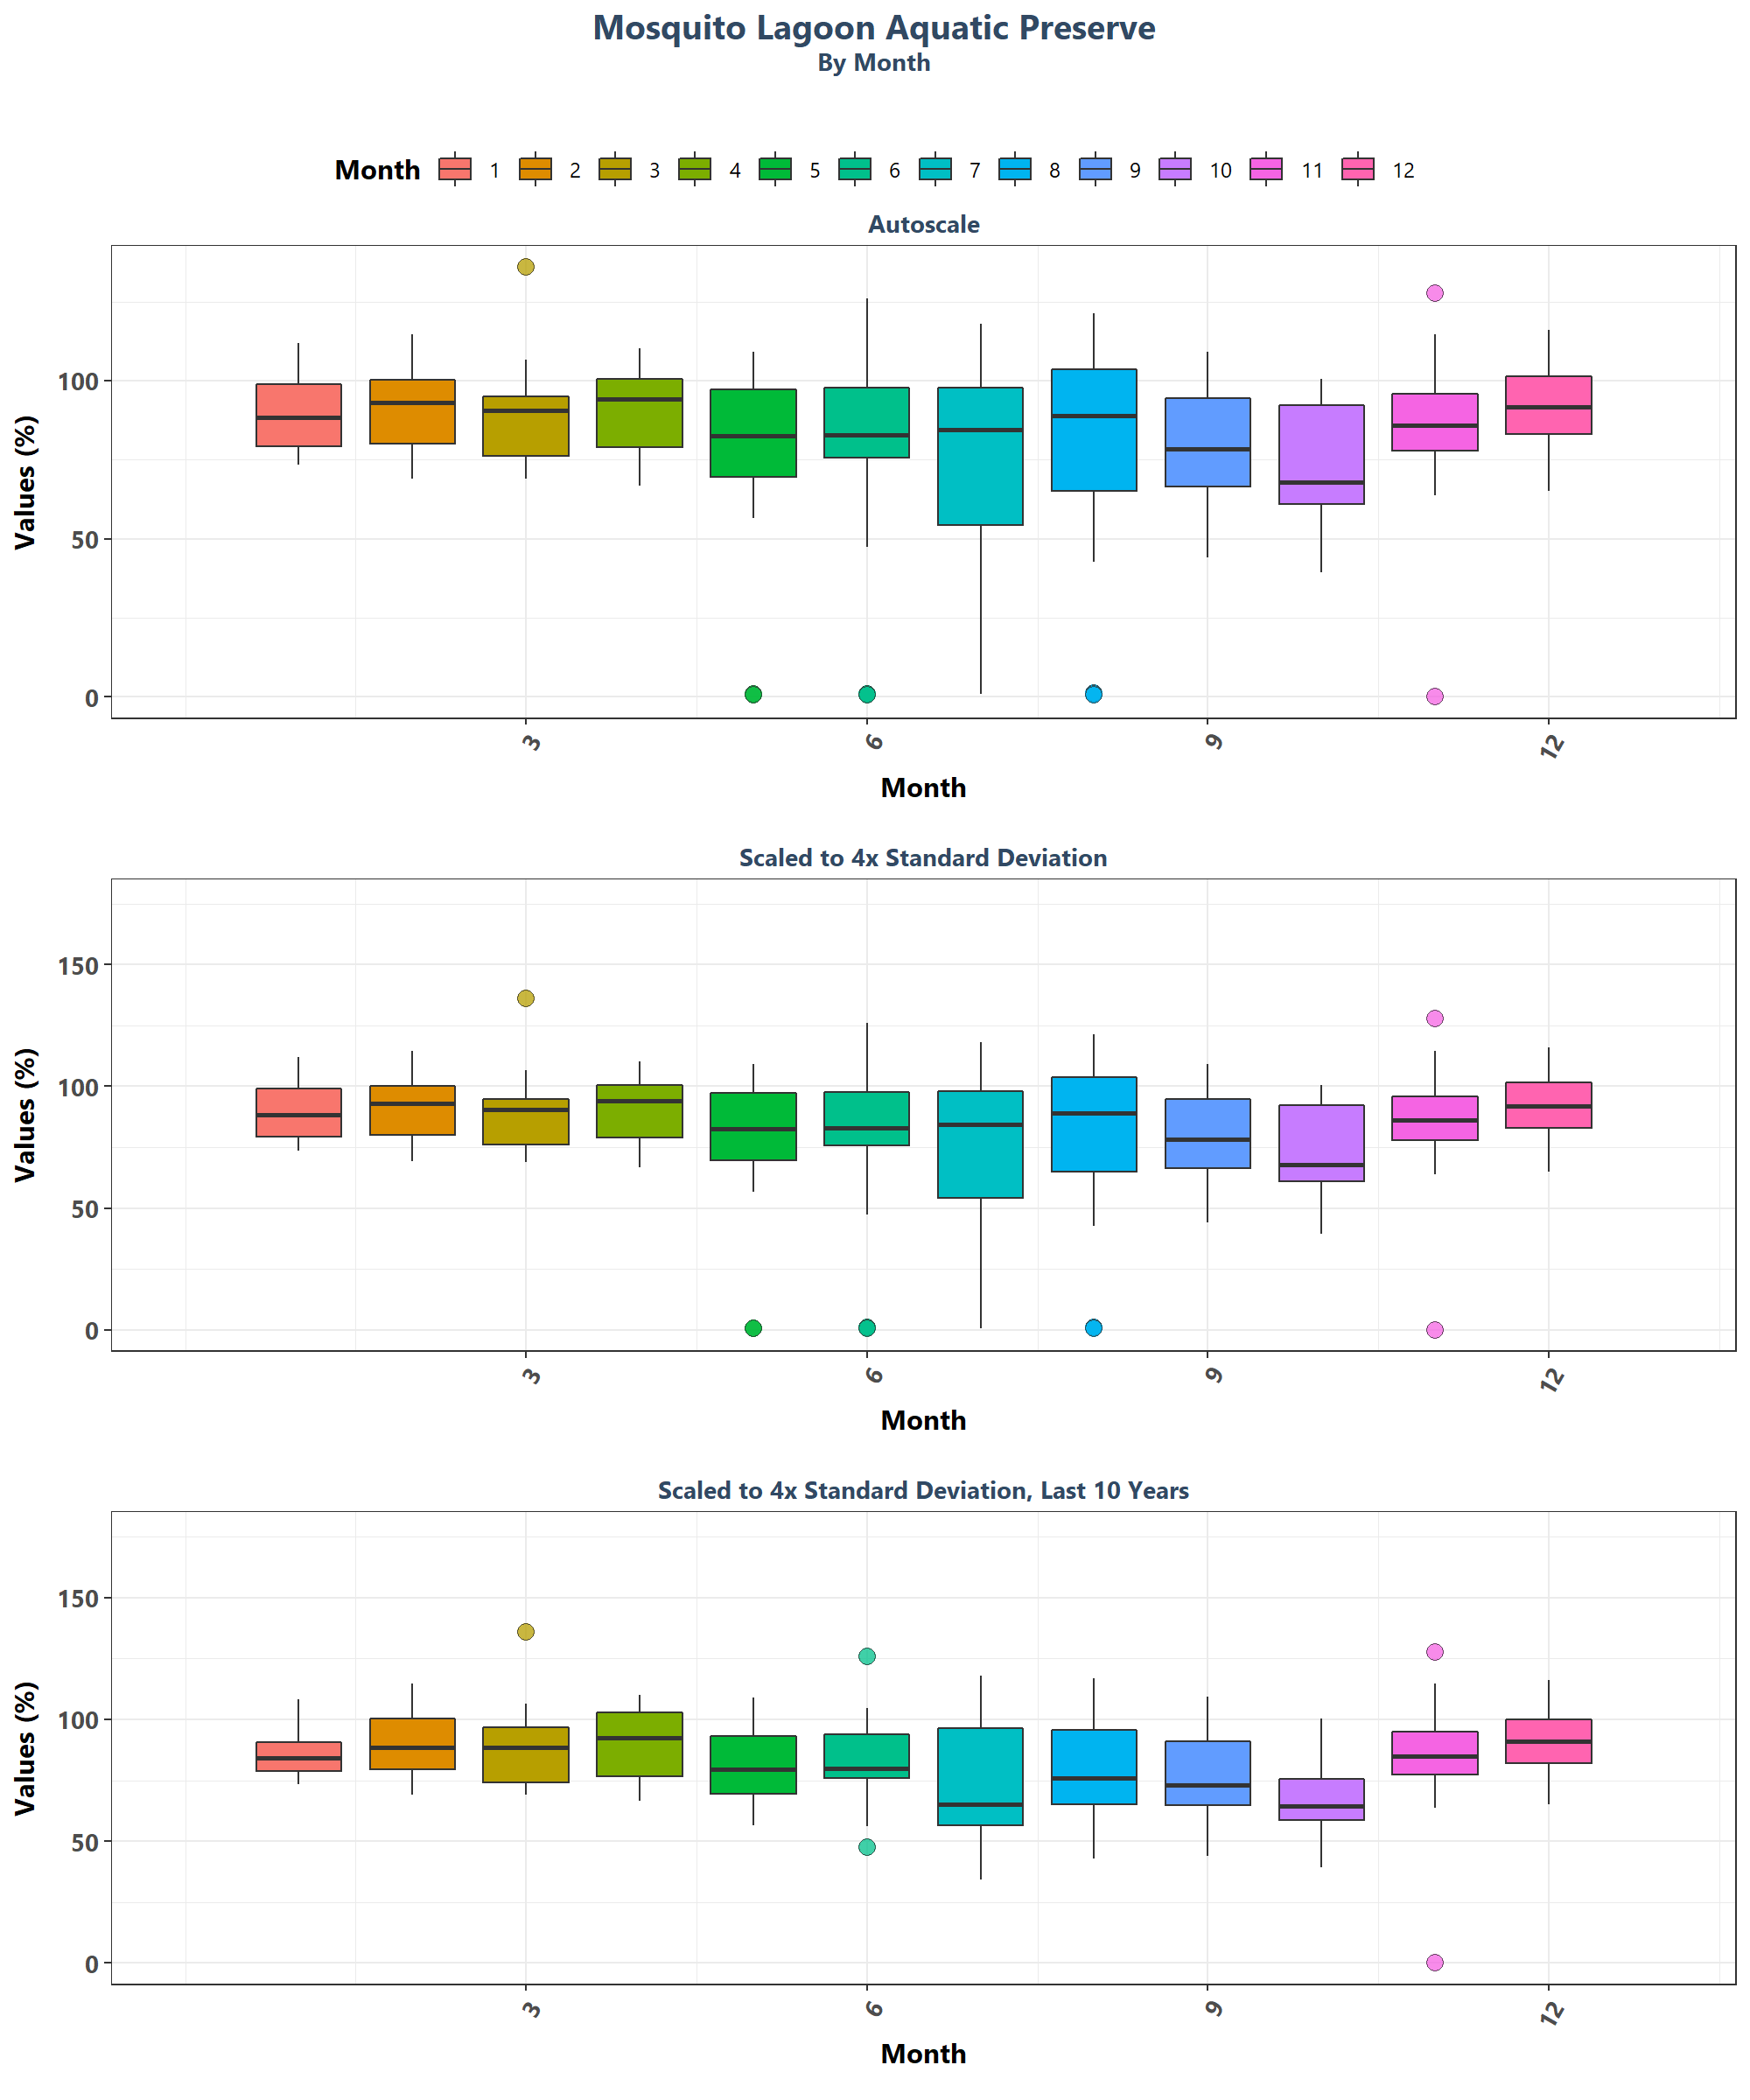 Mosquito Lagoon Aquatic Preserve
By Month
Month 1 2 3 4 5 6 7 8 9 10 11 12
Autoscale
Values (%)
100
50
0
3 6 9 12
Month
Scaled to 4x Standard Deviation
Values (%)
150
100
50
0
3 6 9 12
Month
Scaled to 4x Standard Deviation, Last 10 Years
Values (%)
150
100
50
0
3 6 9 12
Month